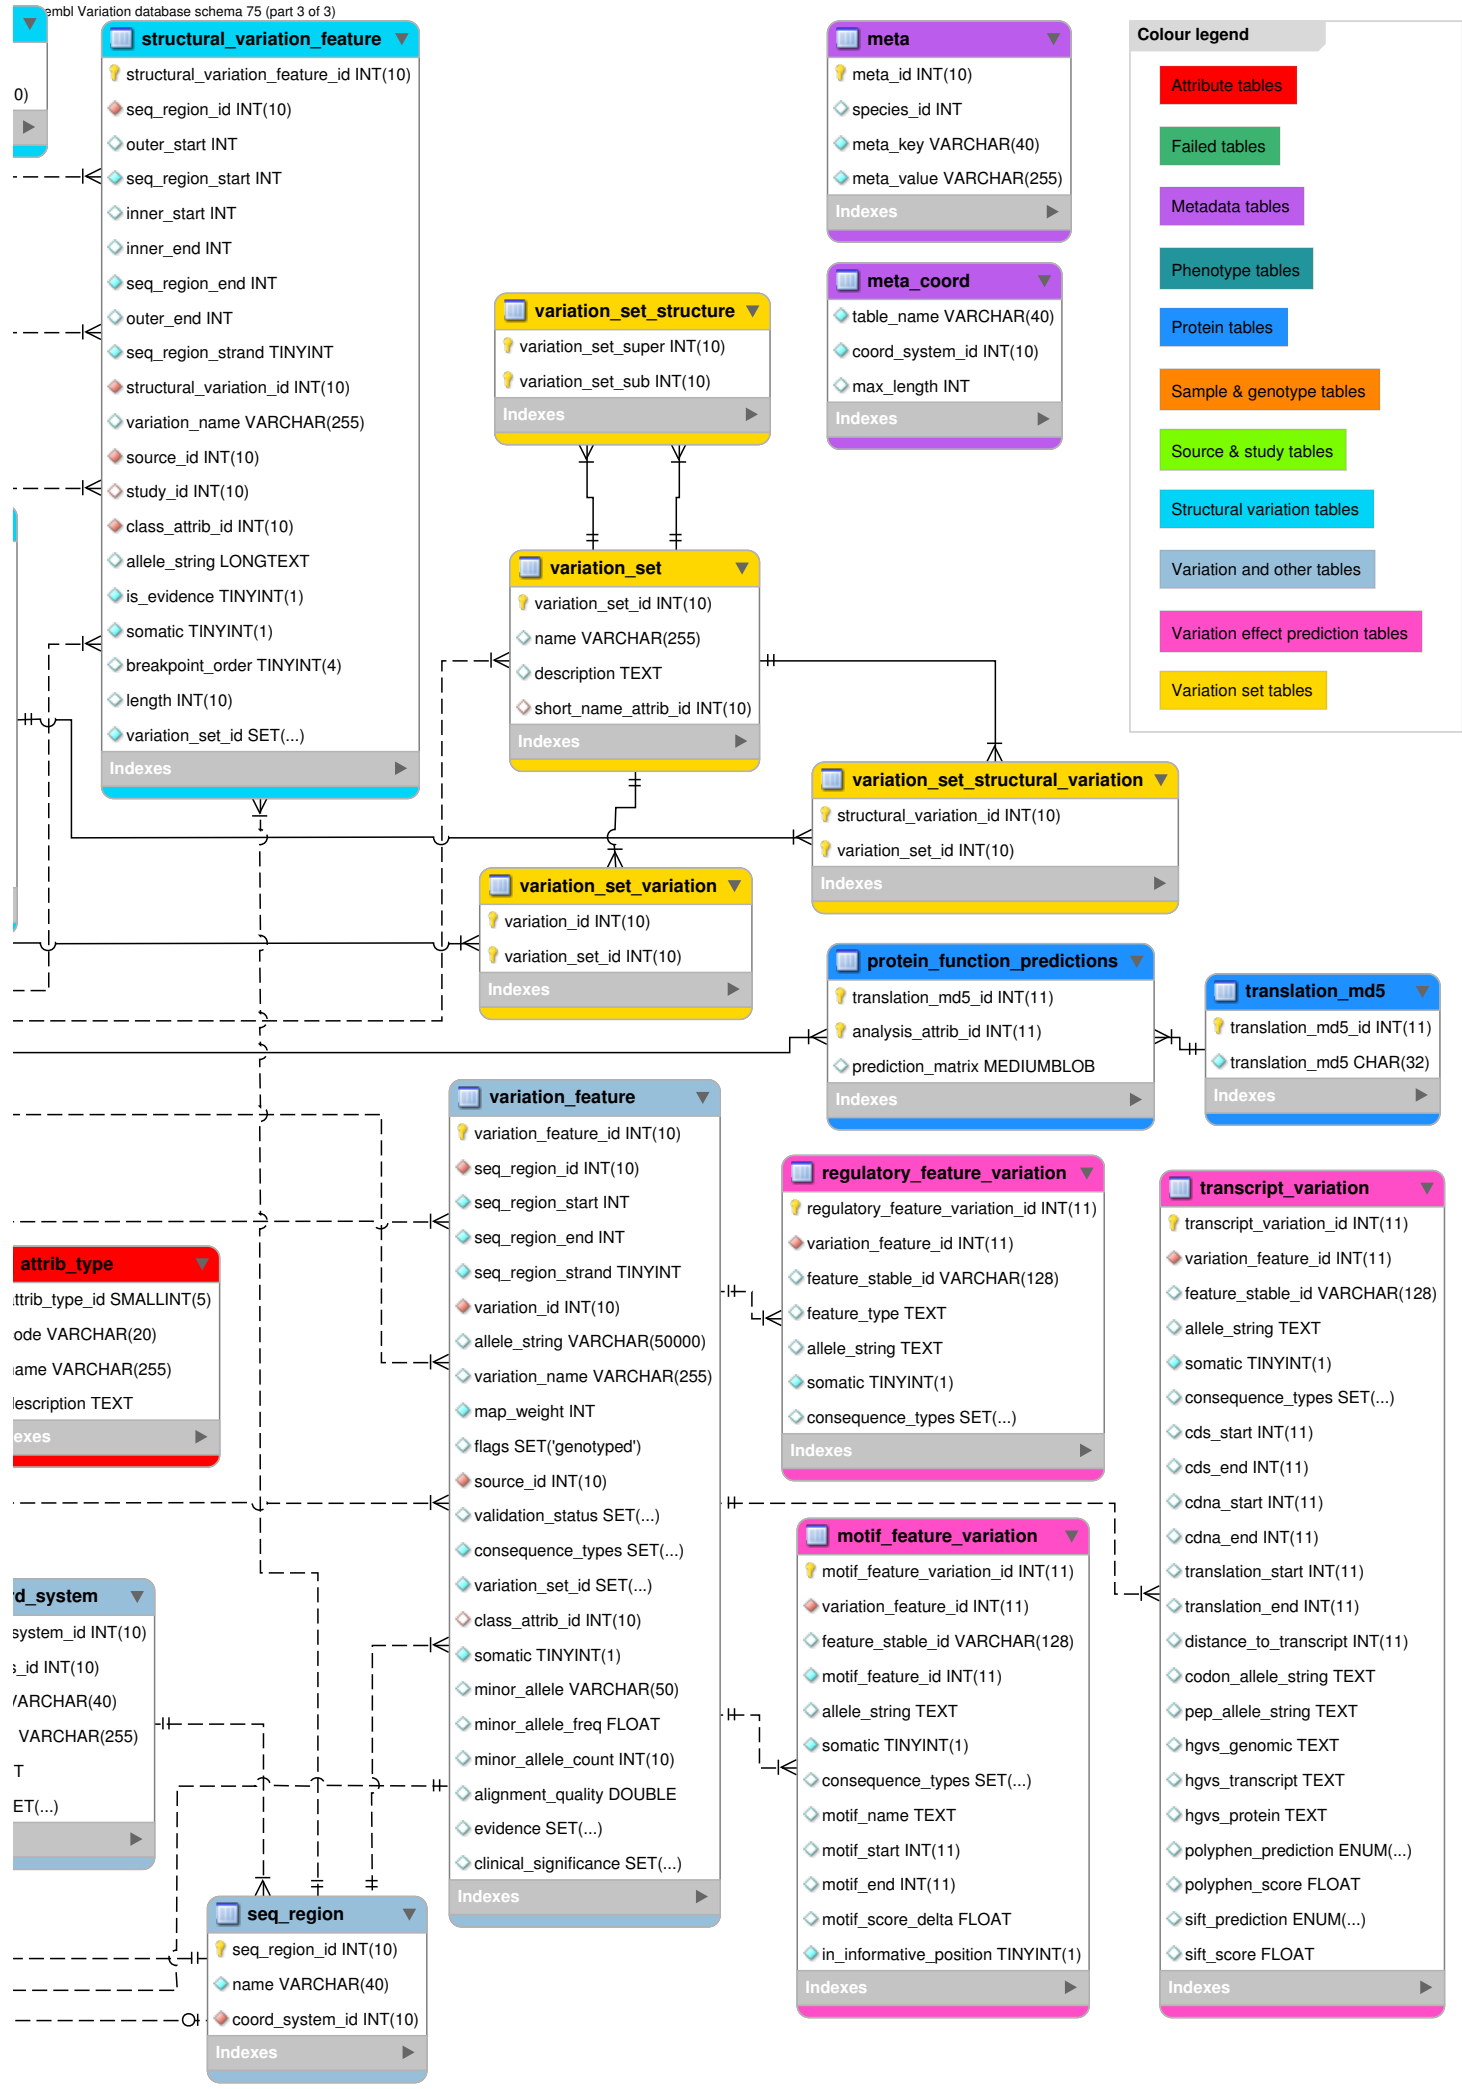 embl Variation database schema 75 (part 3 of 3)
0)
structural_variation_feature
structural_variation_feature_id INT(10)
seq_region_id INT(10)
outer_start INT
seq_region_start INT
inner_start INT
inner_end INT
seq_region_end INT
outer_end INT
seq_region_strand TINYINT
structural_variation_id INT(10)
variation_name VARCHAR(255)
source_id INT(10)
study_id INT(10)
class_attrib_id INT(10)
allele_string LONGTEXT
is_evidence TINYINT(1)
somatic TINYINT(1)
breakpoint_order TINYINT(4)
length INT(10)
variation_set_id SET(...)
Indexes
meta
meta_id INT(10)
species_id INT
meta_key VARCHAR(40)
meta_value VARCHAR(255)
Indexes
meta_coord
table_name VARCHAR(40)
coord_system_id INT(10)
max_length INT
Indexes
Colour legend
Attribute tables
Failed tables
Metadata tables
Phenotype tables
Protein tables
Sample & genotype tables
Source & study tables
Structural variation tables
Variation and other tables
Variation effect prediction tables
Variation set tables
variation_set_structure
variation_set_super INT(10)
variation_set_sub INT(10)
Indexes
variation_set
variation_set_id INT(10)
name VARCHAR(255)
description TEXT
short_name_attrib_id INT(10)
Indexes
variation_set_structural_variation
structural_variation_id INT(10)
variation_set_id INT(10)
Indexes
variation_set_variation
variation_id INT(10)
variation_set_id INT(10)
Indexes
protein_function_predictions
translation_md5_id INT(11)
analysis_attrib_id INT(11)
prediction_matrix MEDIUMBLOB
Indexes
translation_md5
translation_md5_id INT(11)
translation_md5 CHAR(32)
Indexes
variation_feature
variation_feature_id INT(10)
seq_region_id INT(10)
seq_region_start INT
seq_region_end INT
seq_region_strand TINYINT
variation_id INT(10)
allele_string VARCHAR(50000)
variation_name VARCHAR(255)
map_weight INT
flags SET('genotyped')
source_id INT(10)
validation_status SET(...)
consequence_types SET(...)
variation_set_id SET(...)
class_attrib_id INT(10)
somatic TINYINT(1)
minor_allele VARCHAR(50)
minor_allele_freq FLOAT
minor_allele_count INT(10)
alignment_quality DOUBLE
evidence SET(...)
clinical_significance SET(...)
Indexes
regulatory_feature_variation
regulatory_feature_variation_id INT(11)
variation_feature_id INT(11)
feature_stable_id VARCHAR(128)
feature_type TEXT
allele_string TEXT
somatic TINYINT(1)
consequence_types SET(...)
Indexes
transcript_variation
transcript_variation_id INT(11)
variation_feature_id INT(11)
feature_stable_id VARCHAR(128)
allele_string TEXT
somatic TINYINT(1)
consequence_types SET(...)
cds_start INT(11)
cds_end INT(11)
cdna_start INT(11)
cdna_end INT(11)
translation_start INT(11)
translation_end INT(11)
distance_to_transcript INT(11)
codon_allele_string TEXT
pep_allele_string TEXT
hgvs_genomic TEXT
hgvs_transcript TEXT
hgvs_protein TEXT
polyphen_prediction ENUM(...)
polyphen_score FLOAT
sift_prediction ENUM(...)
sift_score FLOAT
Indexes
motif_feature_variation
motif_feature_variation_id INT(11)
variation_feature_id INT(11)
feature_stable_id VARCHAR(128)
motif_feature_id INT(11)
allele_string TEXT
somatic TINYINT(1)
consequence_types SET(...)
motif_name TEXT
motif_start INT(11)
motif_end INT(11)
motif_score_delta FLOAT
in_informative_position TINYINT(1)
Indexes
attrib_type
attrib_type_id SMALLINT(5)
ode VARCHAR(20)
ame VARCHAR(255)
escription TEXT
exes
rd_system
system_id INT(10)
s_id INT(10)
VARCHAR(40)
VARCHAR(255)
T
ET(...)
seq_region
seq_region_id INT(10)
name VARCHAR(40)
coord_system_id INT(10)
Indexes